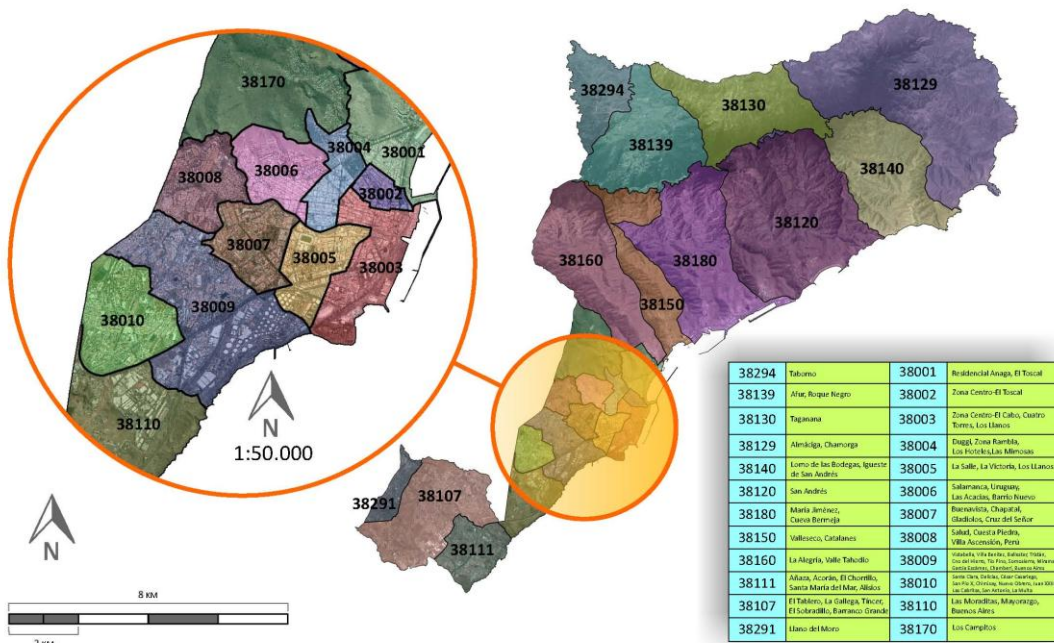 38170
38004
38001
38006
38008
38002
38007
38005
38003
38009
38010
38110
N
1:50.000
38294
38139
38130
38129
38140
38120
38160
38180
38150
38291
38107
38111
N
8 KM
2 KM
38294 Taborno 38001 Residencial Anaga, El Toscal
38139 Afur, Roque Negro 38002 Zona Centro-El Toscal
38130 Taganana 38003 Zona Centro-El Cabo, Cuatro
Torres, Los Llanos
38129 Almáciga, Chamorga 38004 Duggi, Zona Rambla,
Los Hoteles,Las Mimosas
38140 Lomo de las Bodegas, Igueste
de San Andrés 38005 La Salle, La Victoria, Los LLanos
38120 San Andrés 38006 Salamanca, Uruguay,
Las Acacias, Barrio Nuevo
38180 María Jiménez,
Cueva Bermeja 38007 Buenavista, Chapatal,
Gladiolos, Cruz del Señor
38150 Valleseco, Catalanes 38008 Salud, Cuesta Piedra,
Villa Ascensión, Perú
38160 La Alegría, Valle Tahodio 38009
García Escámez, Chamberí, Buenos Aires
38111 Añaza, Acorán, El Chorrillo,
Santa María del Mar, Alisios 38010
38107 El Tablero, La Gallega, Tíncer,
El Sobradillo, Barranco Grande 38110 Las Moraditas, Mayorazgo,
Buenos Aires
38291 Llano del Moro 38170 Los Campitos